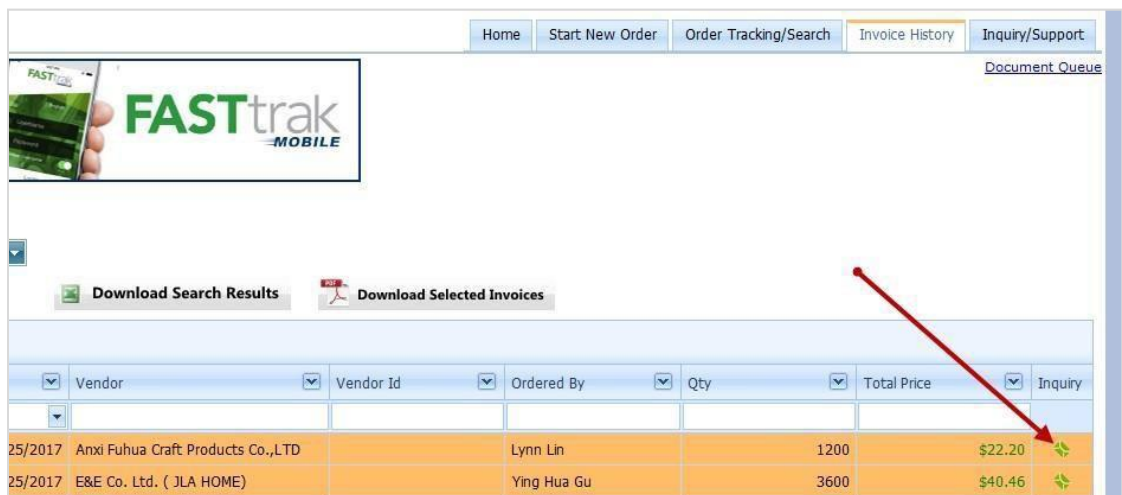 Home Start New Order Order Tracking/Search Invoice History Inquiry/Support
Document Queue
FASTtrak
FASTtrak
MOBILE
Download Search Results
PDF
Download Selected Invoices
Vendor Vendor Id Ordered By Qty Total Price Inquiry
25/2017 Anxi Fuhua Craft Products Co.,LTD Lynn Lin 1200 $22.20
25/2017 E&E Co. Ltd. ( JLA HOME) Ying Hua Gu 3600 $40.46